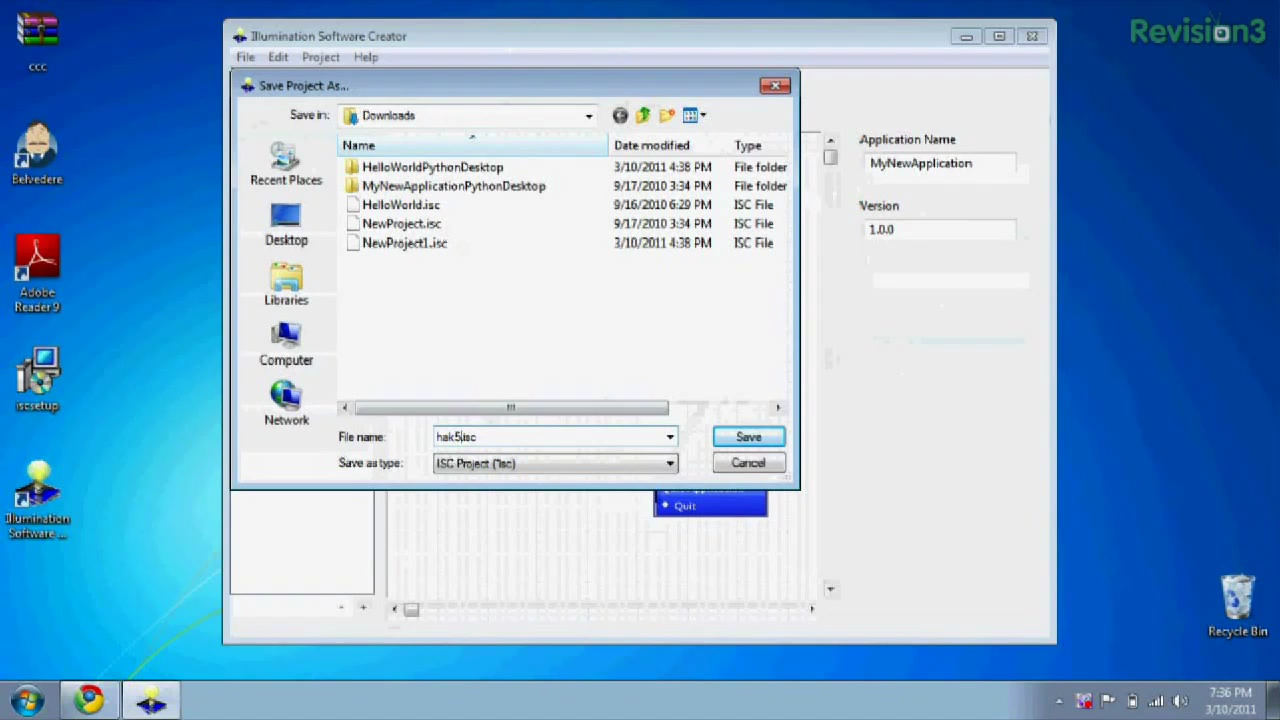 ccc
Belvedere
Adobe
Reader 9
iscsetup
Illumination
Software ...
Revision3
Illumination Software Creator
File Edit Project Help
Save Project As...
Save in: Downloads
Name Date modified Type
HelloWorldPythonDesktop 3/10/2011 4:38 PM File folder
MyNewApplicationPythonDesktop 9/17/2010 3:34 PM File folder
HelloWorld.isc 9/16/2010 6:29 PM ISC File
NewProject.isc 9/17/2010 3:34 PM ISC File
NewProject1.isc 3/10/2011 4:38 PM ISC File
Recent Places
Desktop
Libraries
Computer
Network
File name: hak5.isc Save
Save as type: ISC Project (*isc) Cancel
Application Name
MyNewApplication
Version
1.0.0
Quit
Recycle Bin
7:36 PM
3/10/2011